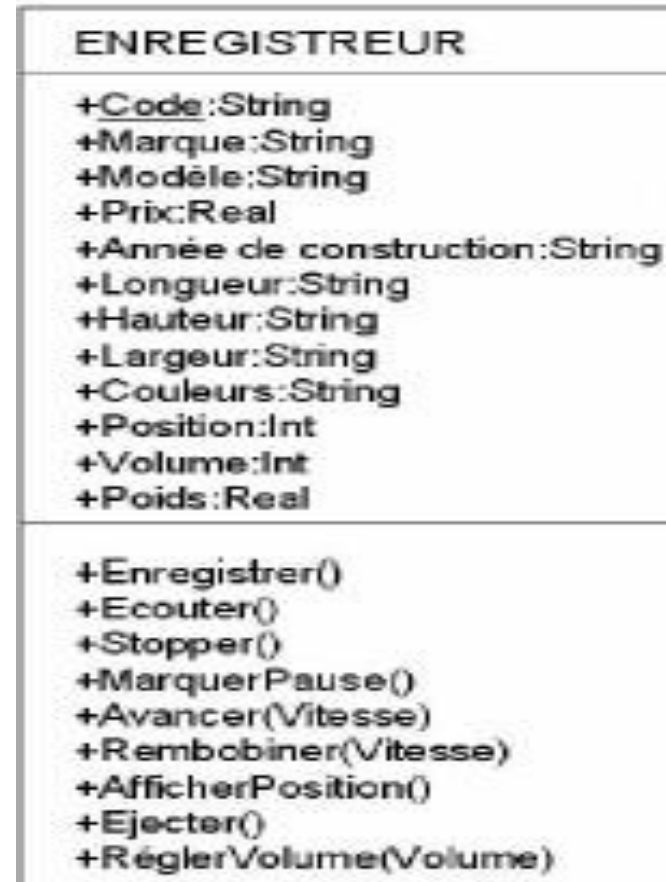 ENREGISTREUR
+Code:String
+Marque:String
+Modèle:String
+Prix:Real
+Année de construction:String
+Longueur:String
+Hauteur:String
+Largeur:String
+Couleurs:String
+Position:Int
+Volume:Int
+Poids:Real
+Enregistrer()
+Ecouter()
+Stopper()
+MarquerPause()
+Avancer(Vitesse)
+Rembobiner(Vitesse)
+AfficherPosition()
+Ejecter()
+RéglerVolume(Volume)